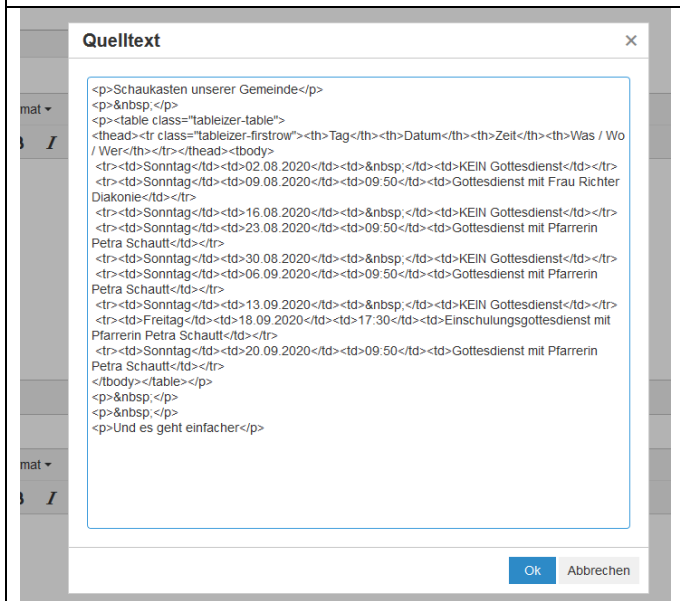 Quelltext
×
<p>Schaukasten unserer Gemeinde</p>
<p>&nbsp;</p>
<p><table class="tableizer-table">
<thead><tr class="tableizer-firstrow"><th>Tag</th><th>Datum</th><th>Zeit</th><th>Was / Wo
/ Wer</th></tr></thead><tbody>
<tr><td>Sonntag</td><td>02.08.2020</td><td>&nbsp;</td><td>KEIN Gottesdienst</td></tr>
<tr><td>Sonntag</td><td>09.08.2020</td><td>09:50</td><td>Gottesdienst mit Frau Richter
Diakonie</td></tr>
<tr><td>Sonntag</td><td>16.08.2020</td><td>&nbsp;</td><td>KEIN Gottesdienst</td></tr>
<tr><td>Sonntag</td><td>23.08.2020</td><td>09:50</td><td>Gottesdienst mit Pfarrerin
Petra Schautt</td></tr>
<tr><td>Sonntag</td><td>30.08.2020</td><td>&nbsp;</td><td>KEIN Gottesdienst</td></tr>
<tr><td>Sonntag</td><td>06.09.2020</td><td>09:50</td><td>Gottesdienst mit Pfarrerin
Petra Schautt</td></tr>
<tr><td>Sonntag</td><td>13.09.2020</td><td>&nbsp;</td><td>KEIN Gottesdienst</td></tr>
<tr><td>Freitag</td><td>18.09.2020</td><td>17:30</td><td>Einschulungsgottesdienst mit
Pfarrerin Petra Schautt</td></tr>
<tr><td>Sonntag</td><td>20.09.2020</td><td>09:50</td><td>Gottesdienst mit Pfarrerin
Petra Schautt</td></tr>
</tbody></table></p>
<p>&nbsp;</p>
<p>&nbsp;</p>
<p>Und es geht einfacher</p>
mat
I
mat
I
Ok Abbrechen